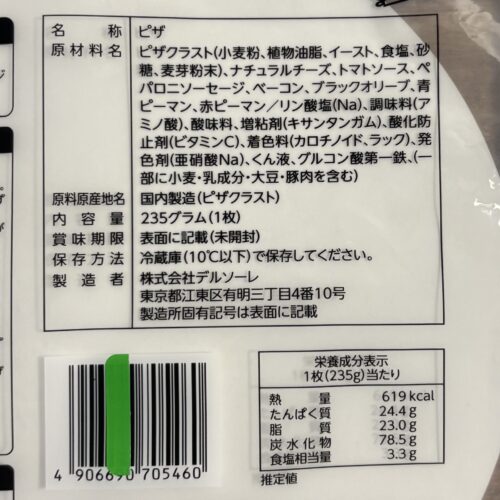 名称 ピザ
原材料名 ピザクラスト(小麦粉、植物油脂、イースト、食塩、砂
糖、麦芽粉末)、ナチュラルチーズ、トマトソース、ペ
パロニソーセージ、ベーコン、ブラックオリーブ、青
ピーマン、赤ピーマン／リン酸塩(Na)、調味料(ア
ミノ酸)、酸味料、増粘剤(キサンタンガム)、酸化防
止剤(ビタミンC)、着色料(カロチノイド、ラック)、発
色剤(亜硝酸Na)、くん液、グルコン酸第一鉄、(一
部に小麦・乳成分・大豆・豚肉を含む)
原料原産地名 国内製造(ピザクラスト)
内容量 235グラム(1枚)
賞味期限 表面に記載(未開封)
保存方法 冷蔵庫(10℃以下)で保存してください。
製造者 株式会社デルソーレ
東京都江東区有明三丁目4番10号
製造所固有記号は表面に記載
栄養成分表示
1枚(235g)当たり
熱量 619kcal
たんぱく質 24.4g
脂質 23.0g
炭水化物 78.5g
食塩相当量 3.3g
推定値
4 906690 705460